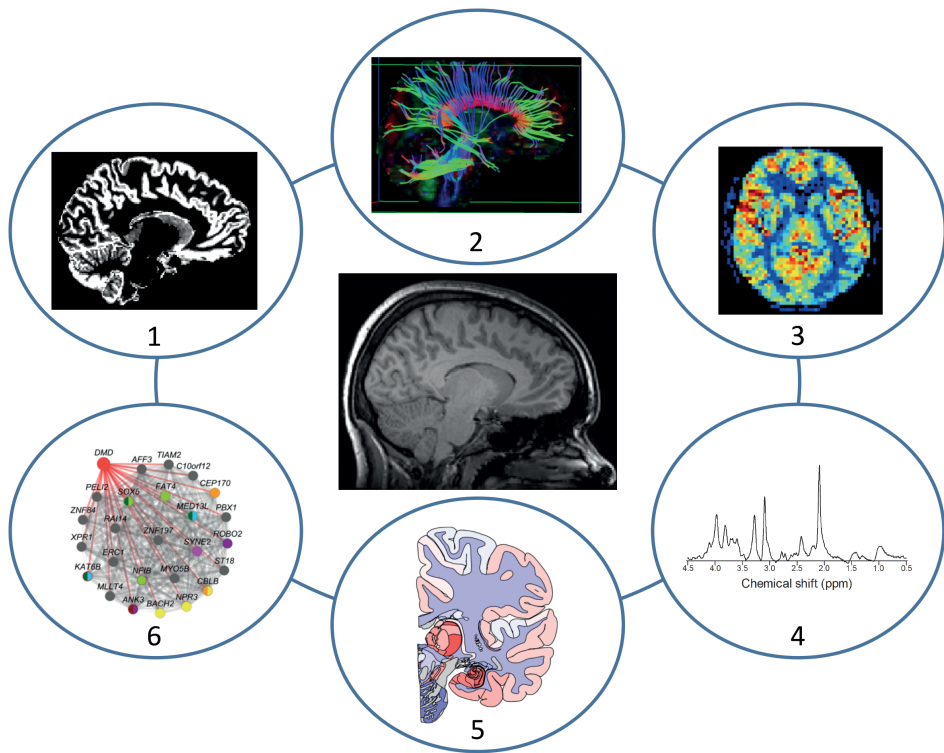 2
1
3
DMD
TIAM2
AFF3
C10orf12
CEP170
PELI2
SOX5
FAT4
PBX1
MED13L
ZNF84
RAI14
ZNF197
ROBO2
XPR1
SYNE2
ERC1
ST18
KAT6B
NFIB
MYO5B
CBLB
MLLT4
NPR3
ANK3
BACH2
6
4.5 4.0 3.5 3.0 2.5 2.0 1.5 1.0 0.5
Chemical shift (ppm)
4
5